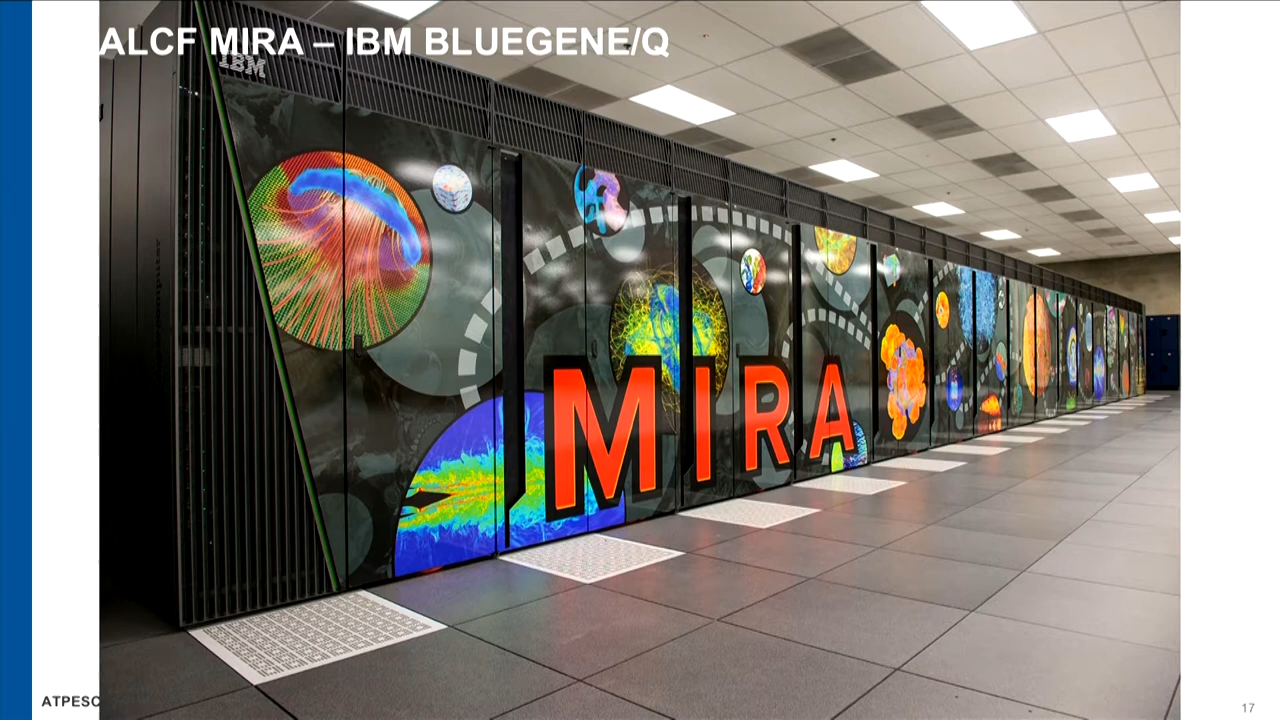 ALCF MIRA – IBM BLUEGENE/Q
IBM
MIRA
ATPESC
17